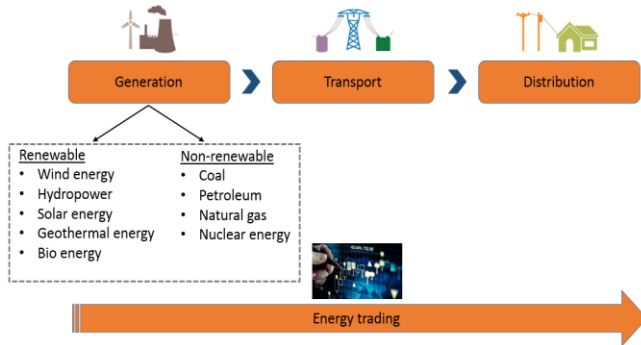 Generation
Transport
Distribution
Renewable
• Wind energy
• Hydropower
• Solar energy
• Geothermal energy
• Bio energy
Non-renewable
• Coal
• Petroleum
• Natural gas
• Nuclear energy
Energy trading